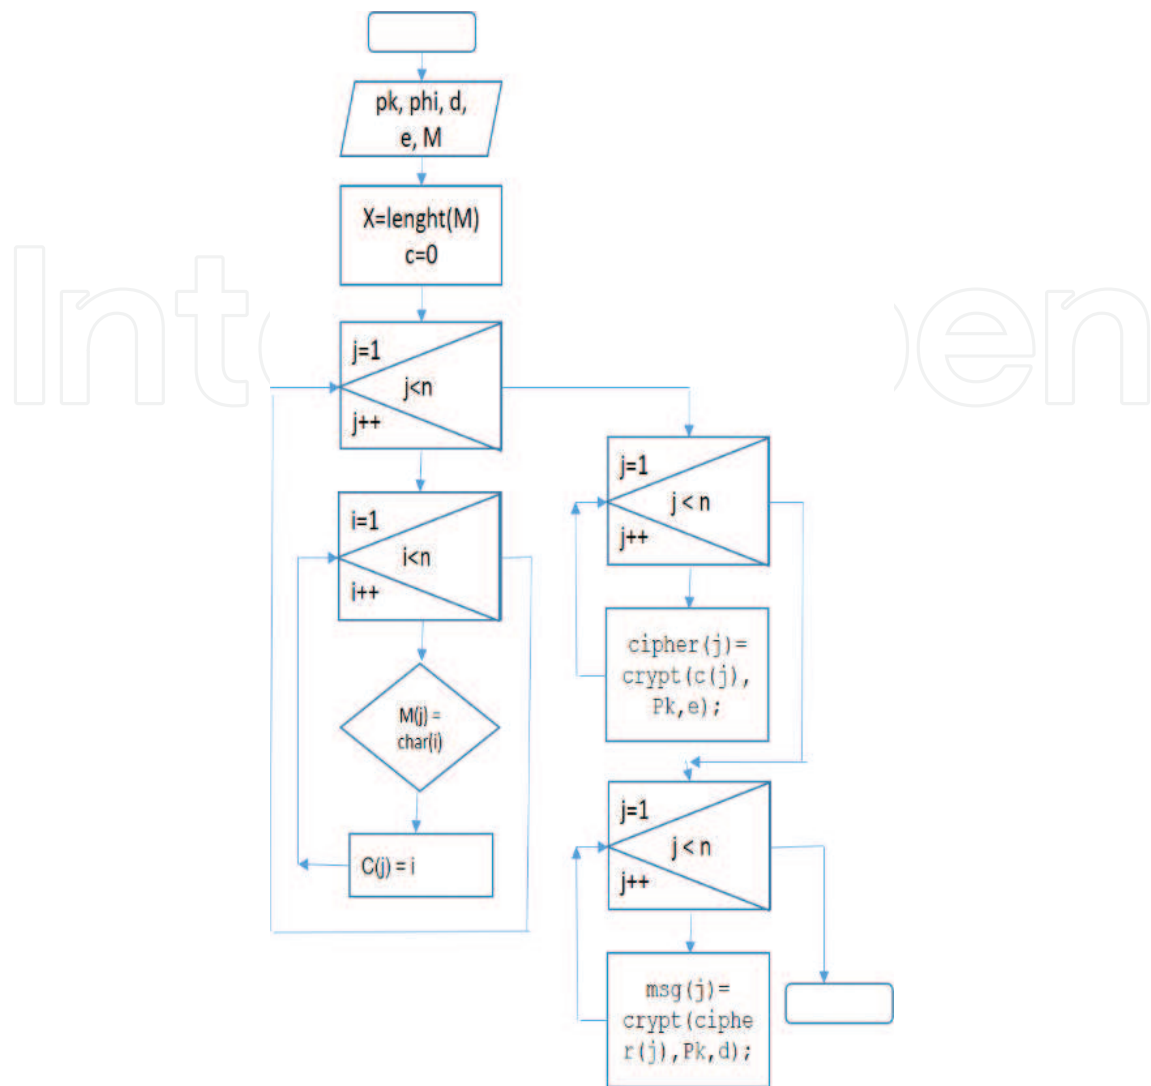 pk, phi, d,
e, M
X=lenght(M)
c=0
j=1
j<n
j++
i=1
i<n
i++
M(j) =
char(i)
C(j) = i
j=1
j < n
j++
cipher(j)=
crypt(c(j),
Pk,e);
j=1
j < n
j++
msg(j)=
crypt(ciphe
r(j),Pk,d);